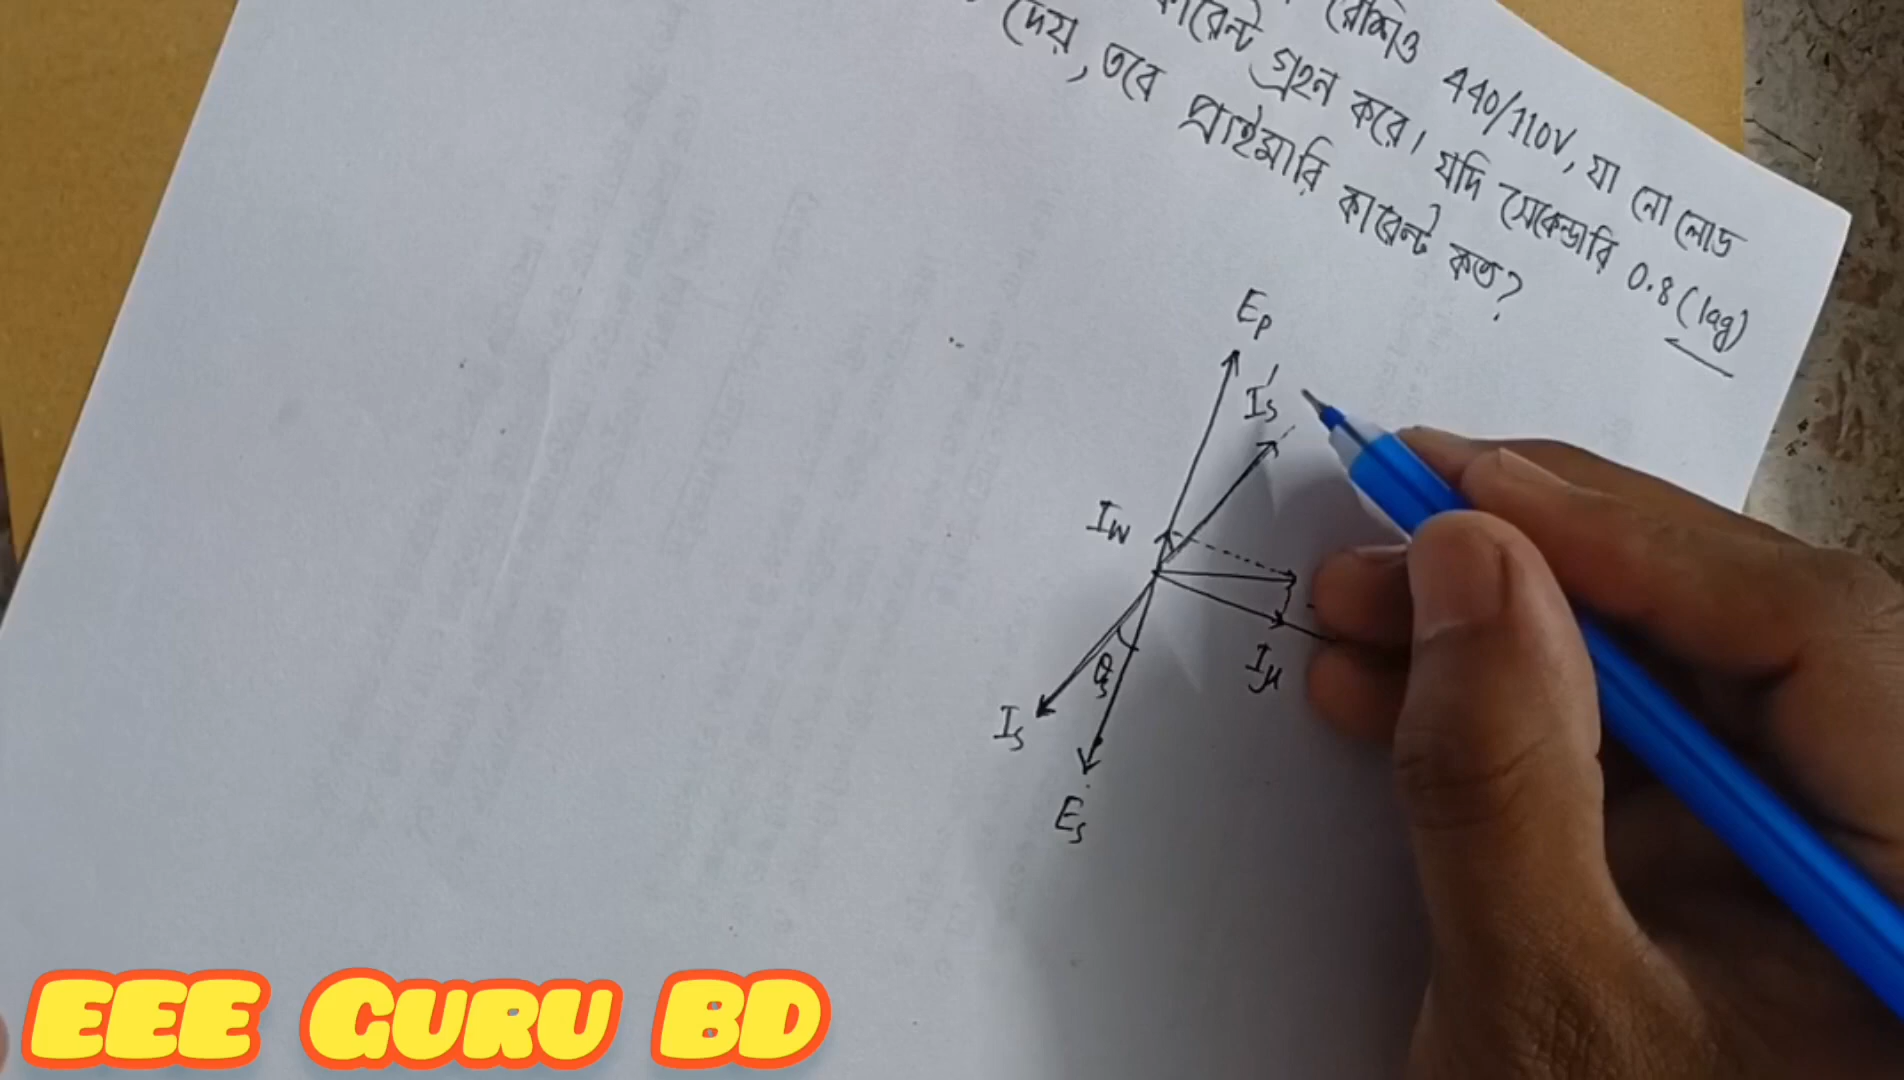 রেশিও 440/110V, যা নো লোড
কারেন্ট গ্রহন করে। যদি সেকেন্ডারি 0.8 (lag)
দেয়, তবে প্রাইমারি কারেন্ট কত?
Ep
Is'
Iw
Iμ
θs
Is
Es
EEE GURU BD